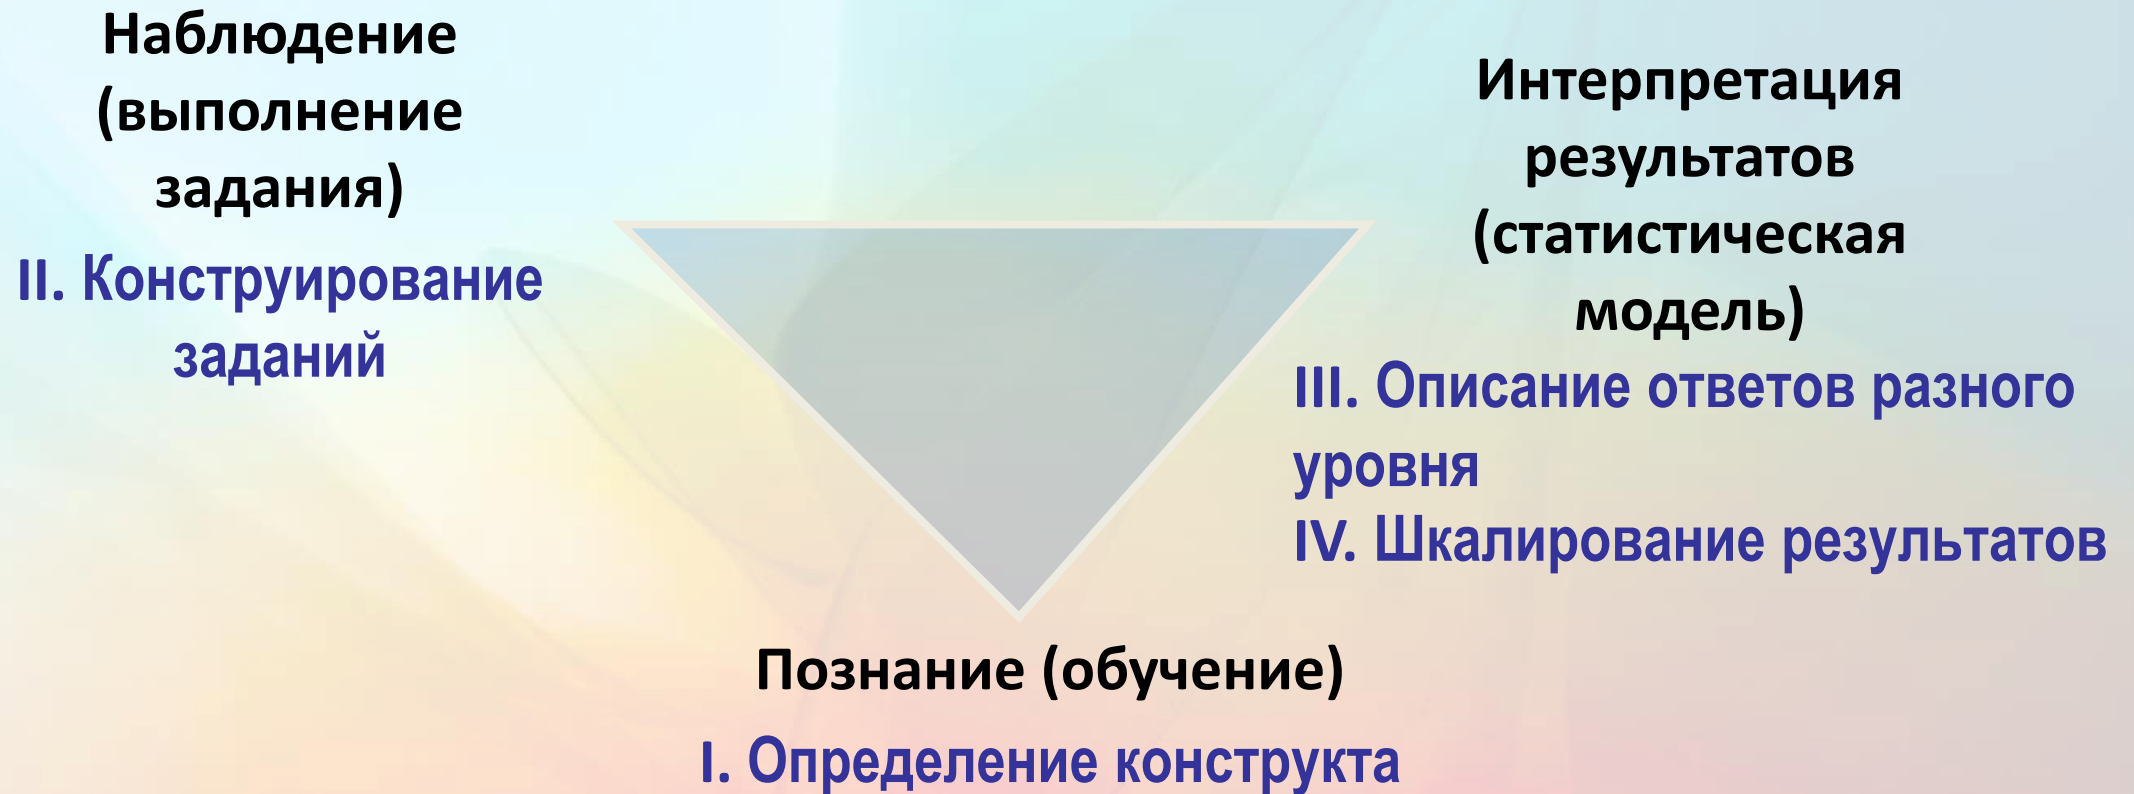 Наблюдение
(выполнение
задания)
II. Конструирование
заданий
Интерпретация
результатов
(статистическая
модель)
III. Описание ответов разного
уровня
IV. Шкалирование результатов
Познание (обучение)
I. Определение конструкта